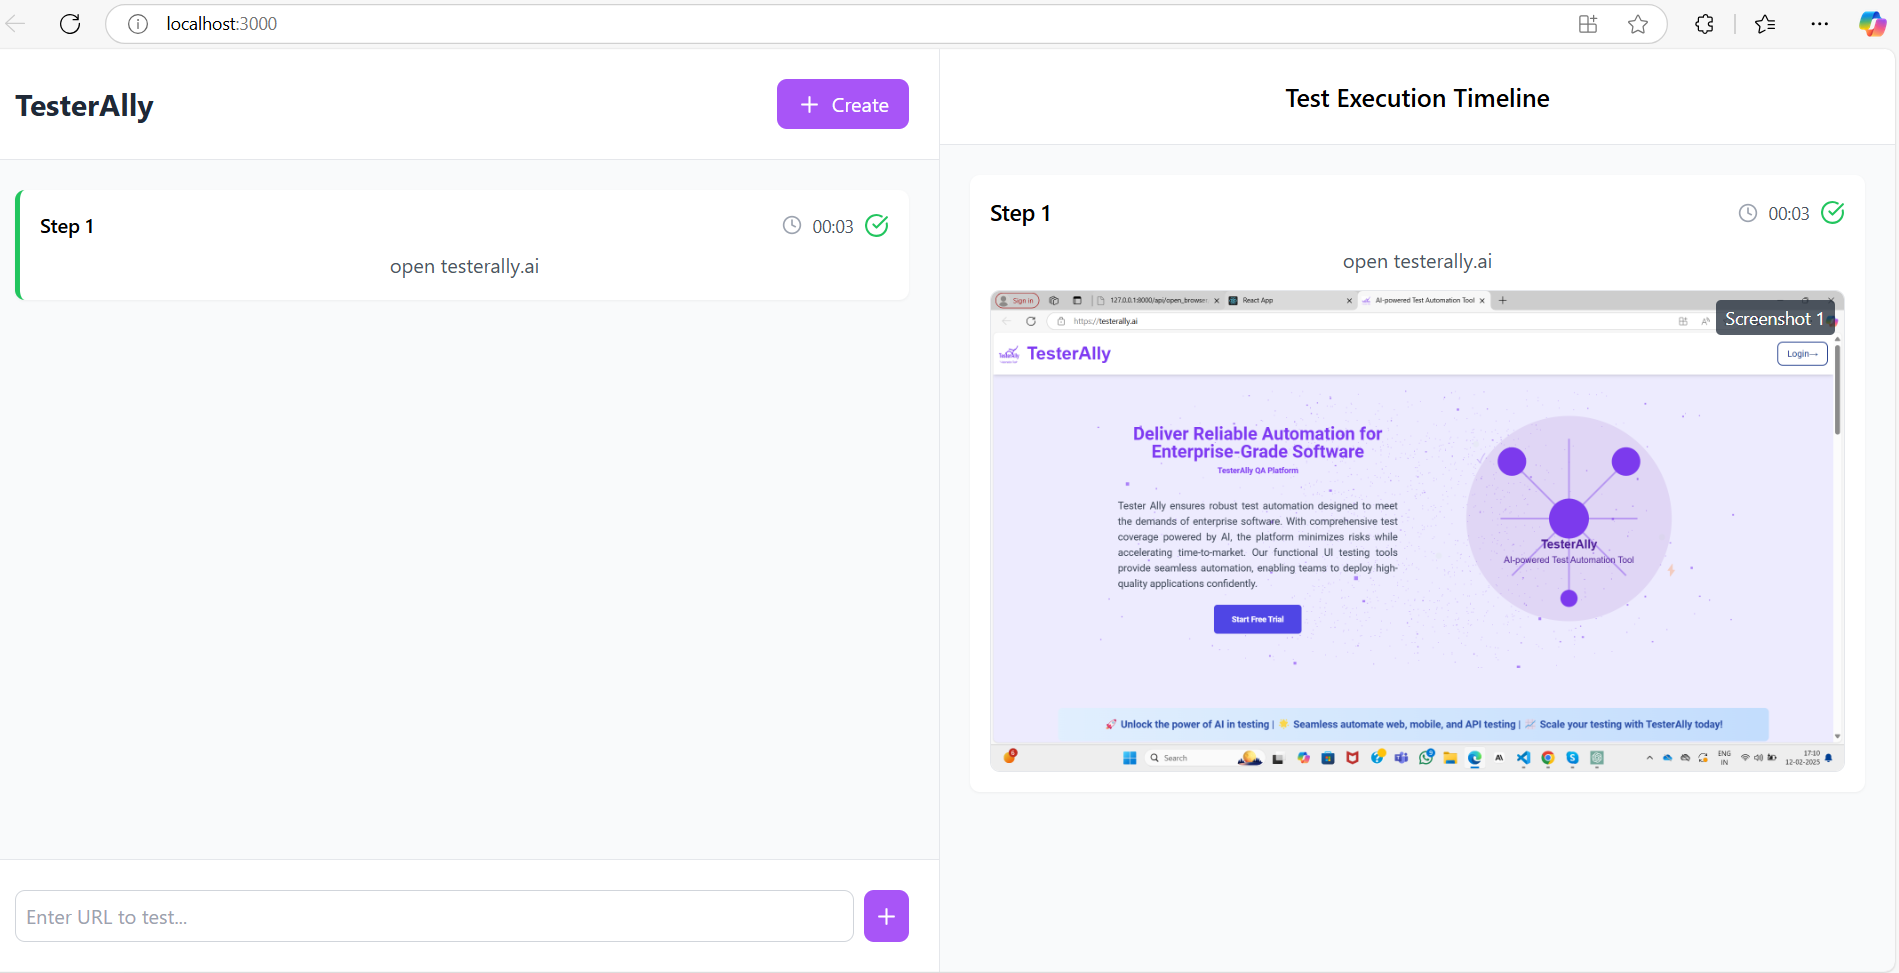 localhost:3000
TesterAlly
+ Create
Step 1
00:03
open testerally.ai
Enter URL to test...
+
Test Execution Timeline
Step 1
00:03
open testerally.ai
Sign in
127.0.0.1:8000/api/open_browser
React App
AI-powered Test Automation Tool
https://testerally.ai
Screenshot 1
TesterAlly
Login→
Deliver Reliable Automation for
Enterprise-Grade Software
TesterAlly QA Platform
Tester Ally ensures robust test automation designed to meet
the demands of enterprise software. With comprehensive test
coverage powered by AI, the platform minimizes risks while
accelerating time-to-market. Our functional UI testing tools
provide seamless automation, enabling teams to deploy high-
quality applications confidently.
Start Free Trial
TesterAlly
AI-powered Test Automation Tool
🚀 Unlock the power of AI in testing | 🌟 Seamless automate web, mobile, and API testing | 📈 Scale your testing with TesterAlly today!
Search
ENG
IN
17:10
12-02-2025